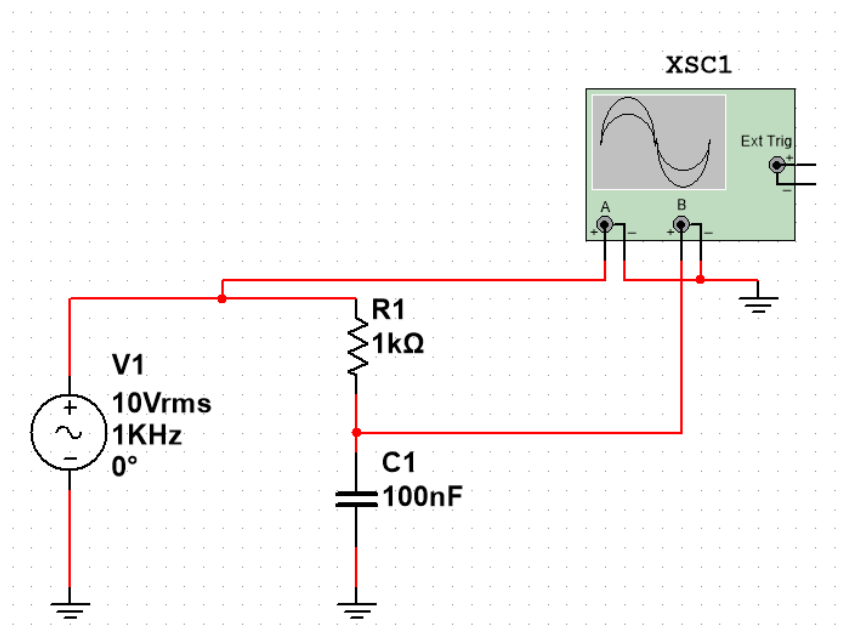 XSC1
Ext Trig
+
−
A
B
+
−
+
−
R1
1kΩ
V1
10Vrms
1KHz
0°
+
−
C1
100nF